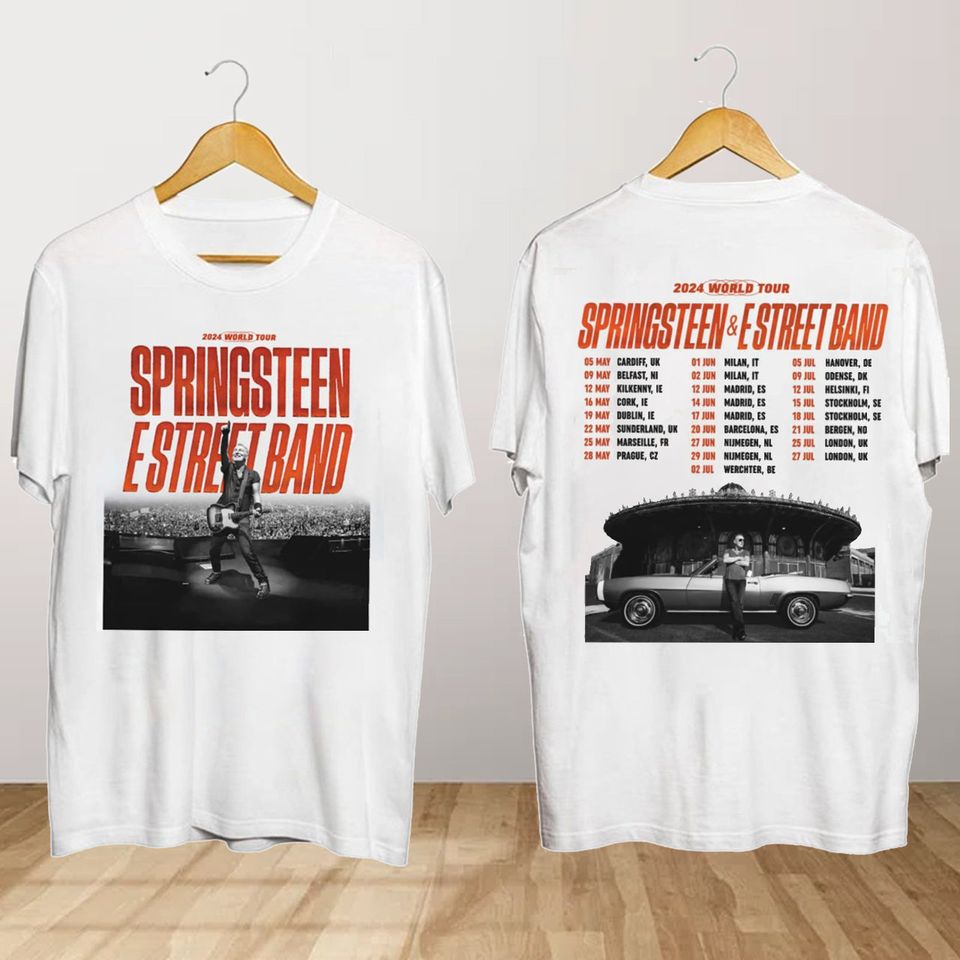 2024 WORLD TOUR
SPRINGSTEEN
E STREET BAND
2024 WORLD TOUR
SPRINGSTEEN & E STREET BAND
05 MAY CARDIFF, UK
09 MAY BELFAST, NI
12 MAY KILKENNY, IE
16 MAY CORK, IE
19 MAY DUBLIN, IE
22 MAY SUNDERLAND, UK
25 MAY MARSEILLE, FR
28 MAY PRAGUE, CZ
01 JUN MILAN, IT
02 JUN MILAN, IT
12 JUN MADRID, ES
14 JUN MADRID, ES
17 JUN MADRID, ES
20 JUN BARCELONA, ES
27 JUN NIJMEGEN, NL
29 JUN NIJMEGEN, NL
02 JUL WERCHTER, BE
05 JUL HANOVER, DE
09 JUL ODENSE, DK
12 JUL HELSINKI, FI
15 JUL STOCKHOLM, SE
18 JUL STOCKHOLM, SE
21 JUL BERGEN, NO
25 JUL LONDON, UK
27 JUL LONDON, UK